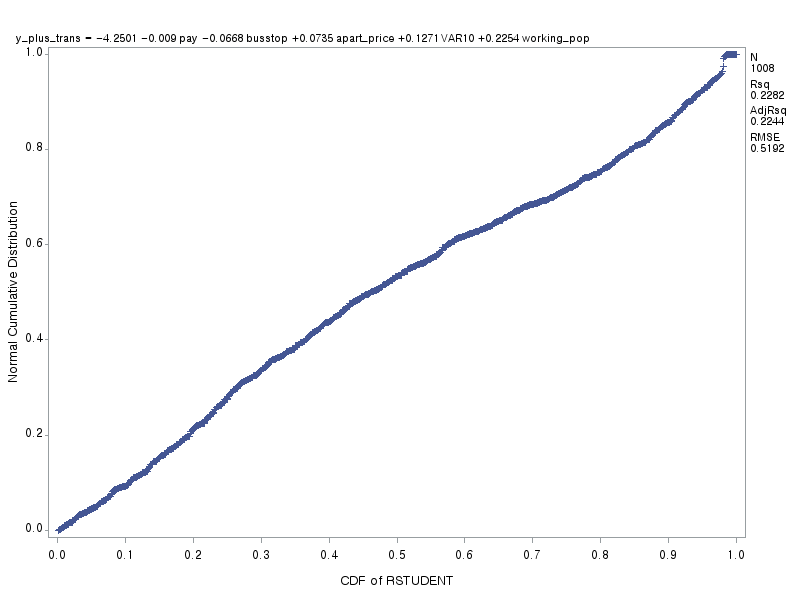 y_plus_trans = −4.2501 −0.009 pay −0.0668 busstop +0.0735 apart_price +0.1271 VAR10 +0.2254 working_pop
N
1008
Rsq
0.2282
AdjRsq
0.2244
RMSE
0.5192
1.0
0.8
0.6
0.4
0.2
0.0
Normal Cumulative Distribution
0.0 0.1 0.2 0.3 0.4 0.5 0.6 0.7 0.8 0.9 1.0
CDF of RSTUDENT